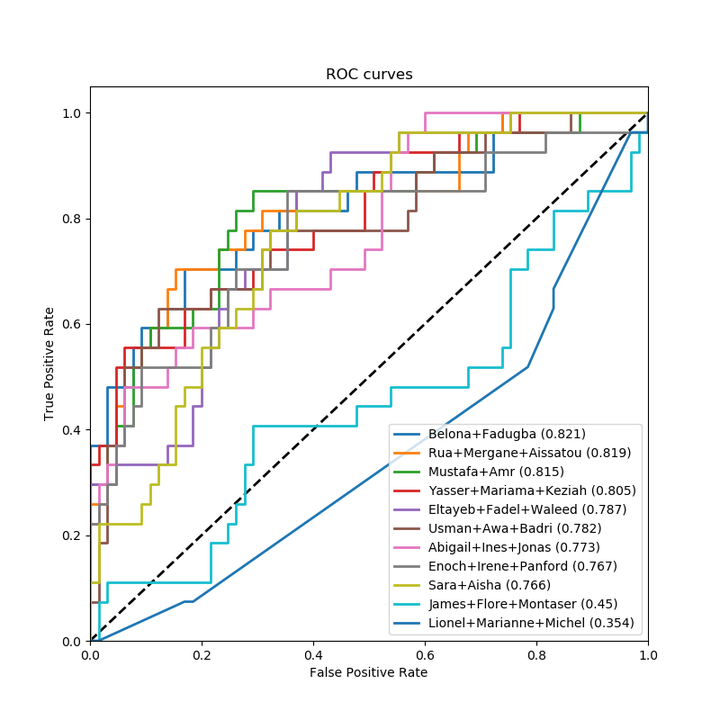 ROC curves
1.0
0.8
0.6
0.4
0.2
0.0
True Positive Rate
Belona+Fadugba (0.821)
Rua+Mergane+Aissatou (0.819)
Mustafa+Amr (0.815)
Yasser+Mariama+Keziah (0.805)
Eltayeb+Fadel+Waleed (0.787)
Usman+Awa+Badri (0.782)
Abigail+Ines+Jonas (0.773)
Enoch+Irene+Panford (0.767)
Sara+Aisha (0.766)
James+Flore+Montaser (0.45)
Lionel+Marianne+Michel (0.354)
0.0 0.2 0.4 0.6 0.8 1.0
False Positive Rate